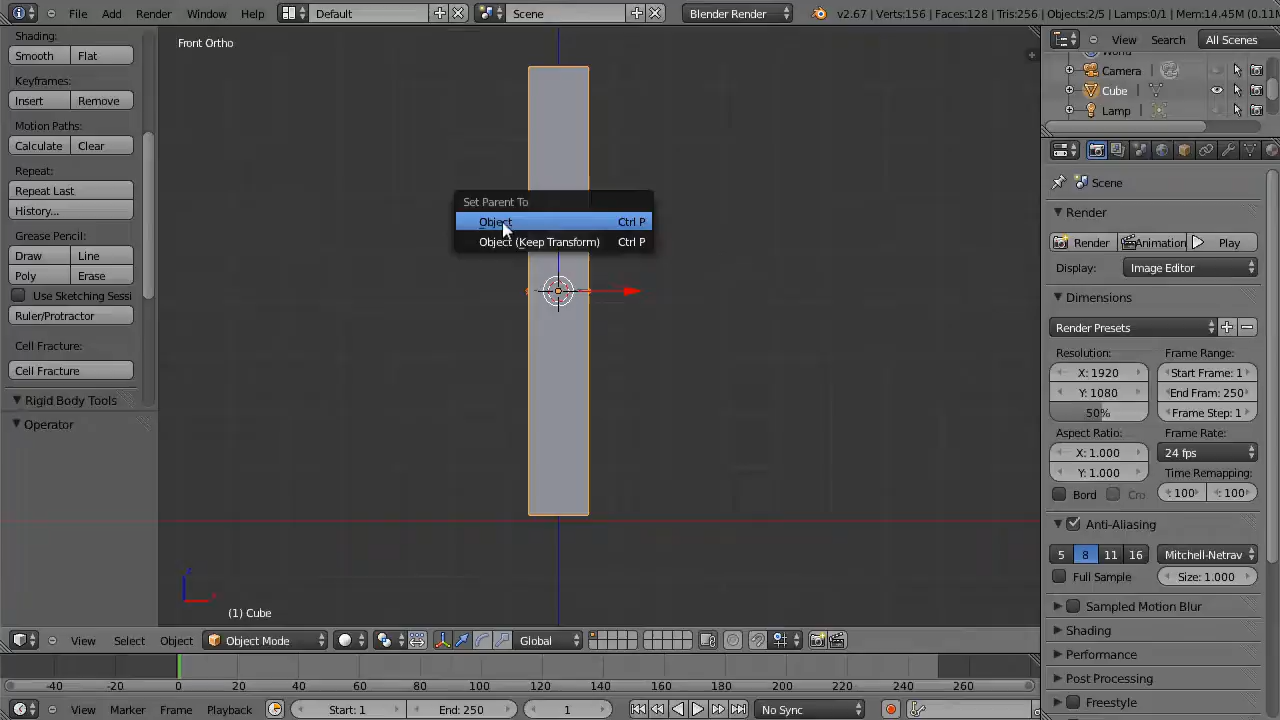 File Add Render Window Help Default Scene Blender Render v2.67 | Verts:156 | Faces:128 | Tris:256 | Objects:2/5 | Lamps:0/1 | Mem:14.45M (0.11M
Shading:
Smooth Flat
Keyframes:
Insert Remove
Motion Paths:
Calculate Clear
Repeat:
Repeat Last
History...
Grease Pencil:
Draw Line
Poly Erase
Use Sketching Sessi
Ruler/Protractor
Cell Fracture:
Cell Fracture
Rigid Body Tools
Operator
Front Ortho
Set Parent To
Object Ctrl P
Object (Keep Transform) Ctrl P
(1) Cube
View Select Object Object Mode Global
-40 -20 0 20 40 60 80 100 120 140 160 180 200 220 240 260
View Marker Frame Playback Start: 1 End: 250 1 No Sync
View Search All Scenes
World
Camera
Cube
Lamp
Scene
Render
Render Animation Play
Display: Image Editor
Dimensions
Render Presets
Resolution: Frame Range:
X: 1920 Start Frame: 1
Y: 1080 End Fram: 250
50% Frame Step: 1
Aspect Ratio: Frame Rate:
X: 1.000 24 fps
Y: 1.000 Time Remapping:
Bord Cro :100 : 100
Anti-Aliasing
5 8 11 16 Mitchell-Netrav
Full Sample Size: 1.000
Sampled Motion Blur
Shading
Performance
Post Processing
Freestyle